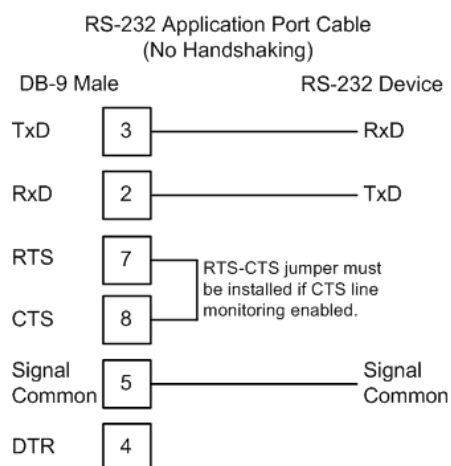 RS-232 Application Port Cable
(No Handshaking)
DB-9 Male RS-232 Device
TxD 3 RxD
RxD 2 TxD
RTS 7
RTS-CTS jumper must
be installed if CTS line
monitoring enabled.
CTS 8
Signal
Common 5 Signal
Common
DTR 4